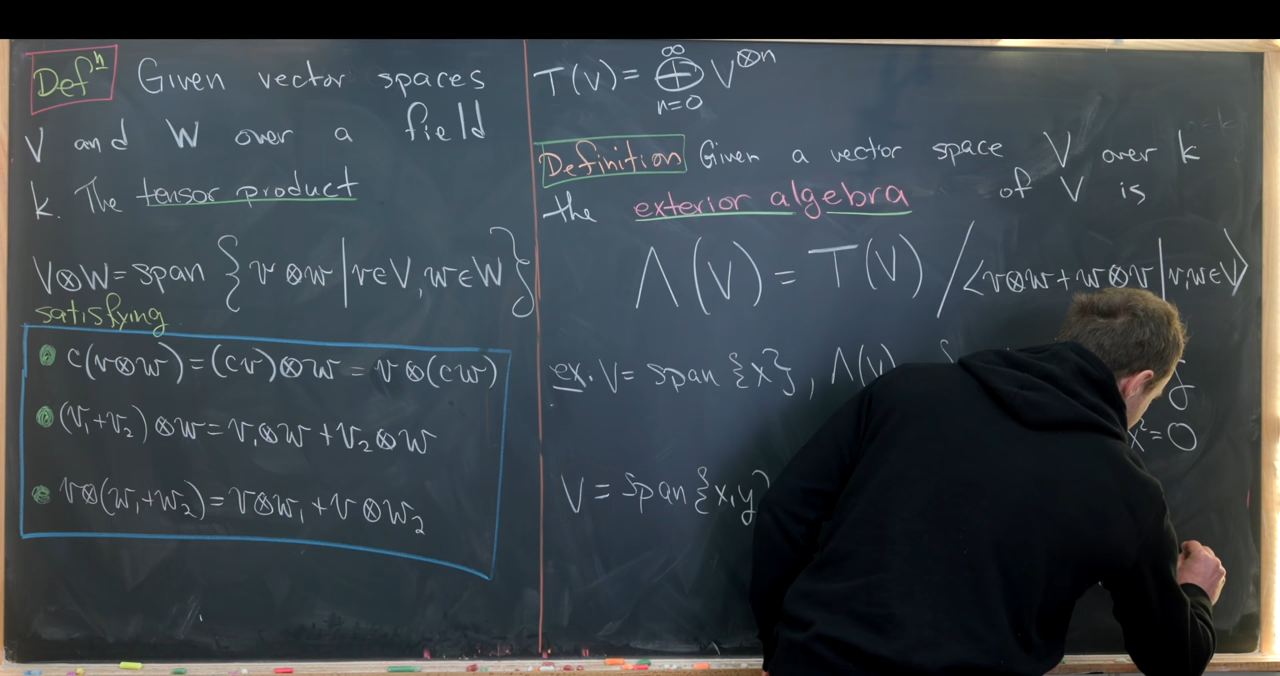 Defⁿ Given vector spaces
V and W over a field
k. The tensor product
V⊗W = span { v⊗w | v∈V, w∈W }
satisfying
• c(v⊗w) = (cv)⊗w = v⊗(cw)
• (v₁+v₂)⊗w = v₁⊗w + v₂⊗w
• v⊗(w₁+w₂) = v⊗w₁ + v⊗w₂
T(V) = ⊕_{n=0}^{∞} V^{⊗n}
Definition Given a vector space V over k
the exterior algebra of V is
Λ(V) = T(V) / ⟨v⊗w + w⊗v | v,w∈V⟩
ex. V = span {x}, Λ(V)
x² = 0
V = span {x,y}